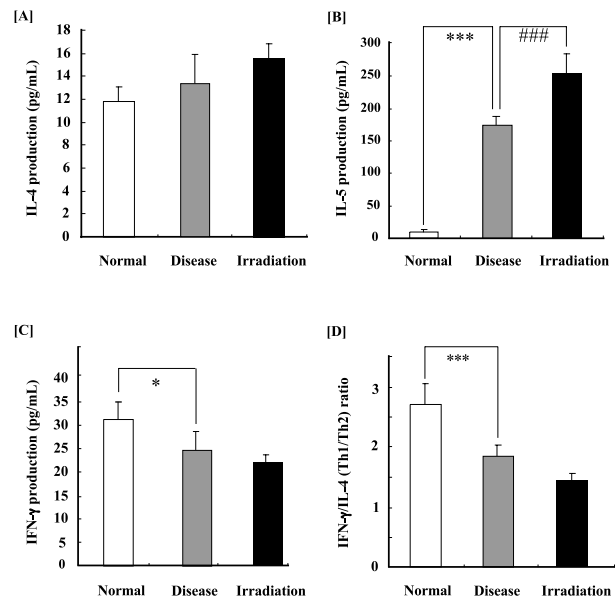 [A]
IL-4 production (pg/mL)
18
16
14
12
10
8
6
4
2
0
Normal Disease Irradiation
[B]
IL-5 production (pg/mL)
300
250
200
150
100
50
0
*** ###
Normal Disease Irradiation
[C]
IFN-γ production (pg/mL)
40
35
30
25
20
15
10
5
0
*
Normal Disease Irradiation
[D]
IFN-γ/IL-4 (Th1/Th2) ratio
3
2
1
0
***
Normal Disease Irradiation